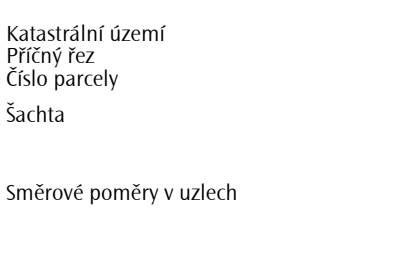 Katastrální území
Příčný řez
Číslo parcely
Šachta
Směrové poměry v uzlech